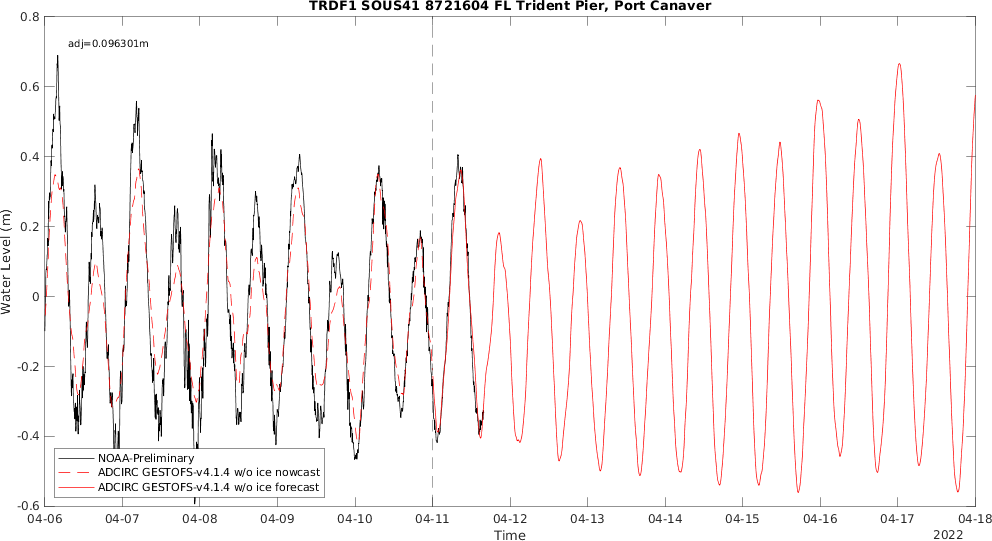 TRDF1 SOUS41 8721604 FL Trident Pier, Port Canaver
adj=0.096301m
0.8
0.6
0.4
0.2
0
-0.2
-0.4
-0.6
Water Level (m)
NOAA-Preliminary
ADCIRC GESTOFS-v4.1.4 w/o ice nowcast
ADCIRC GESTOFS-v4.1.4 w/o ice forecast
04-06 04-07 04-08 04-09 04-10 04-11 04-12 04-13 04-14 04-15 04-16 04-17 04-18
Time
2022